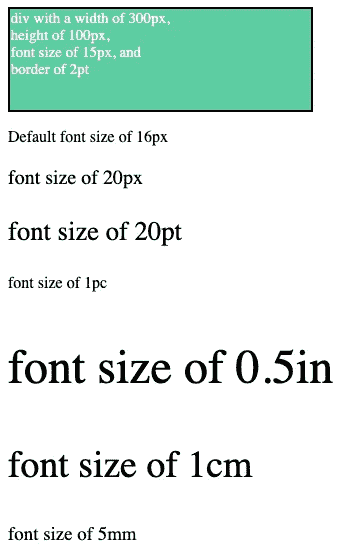 div with a width of 300px,
height of 100px,
font size of 15px, and
border of 2pt
Default font size of 16px
font size of 20px
font size of 20pt
font size of 1pc
font size of 0.5in
font size of 1cm
font size of 5mm